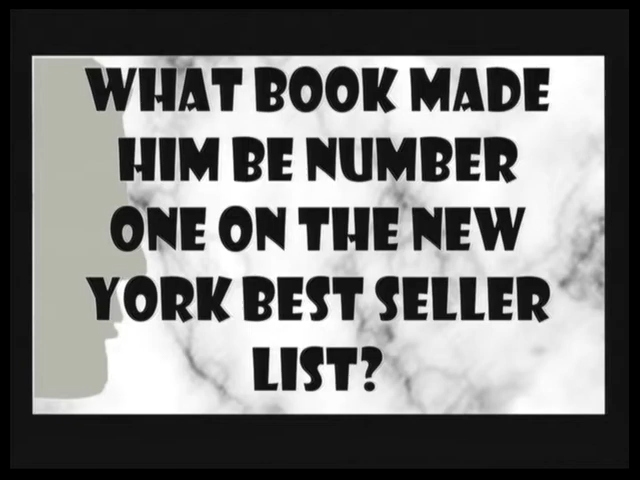 WHAT BOOK MADE
HIM BE NUMBER
ONE ON THE NEW
YORK BEST SELLER
LIST?